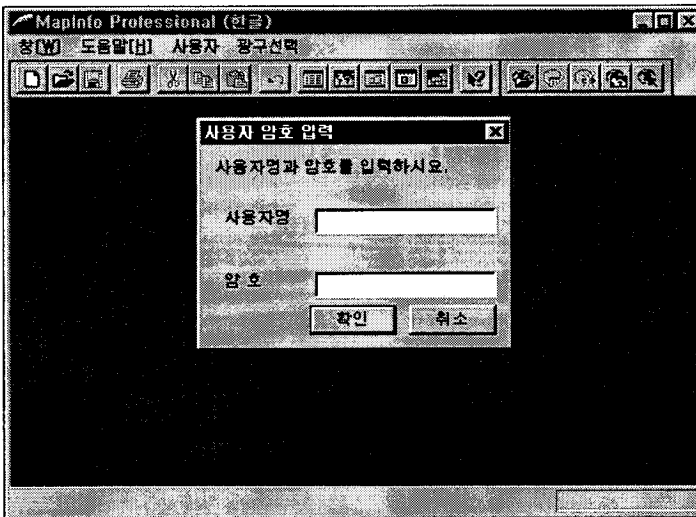 MapInfo Professional (한글)
창[W] 도움말[H] 사용자 광구선택
사용자 암호 입력
사용자명과 암호를 입력하시요.
사용자명
암 호
확인 취소